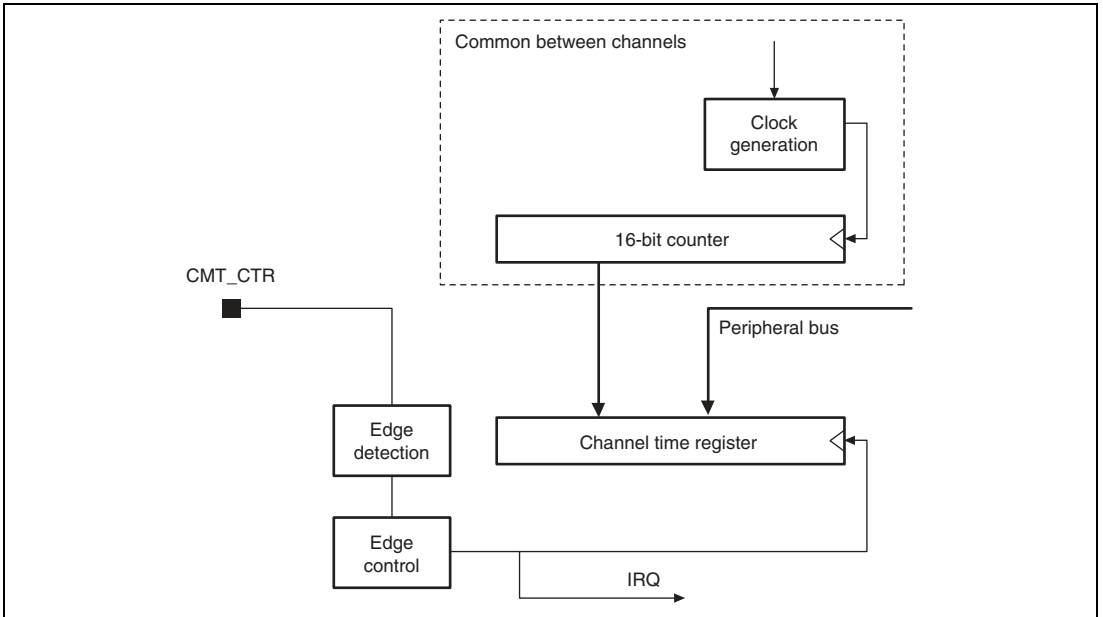 Common between channels
Clock
generation
16-bit counter
CMT_CTR
Peripheral bus
Edge
detection
Channel time register
Edge
control
IRQ